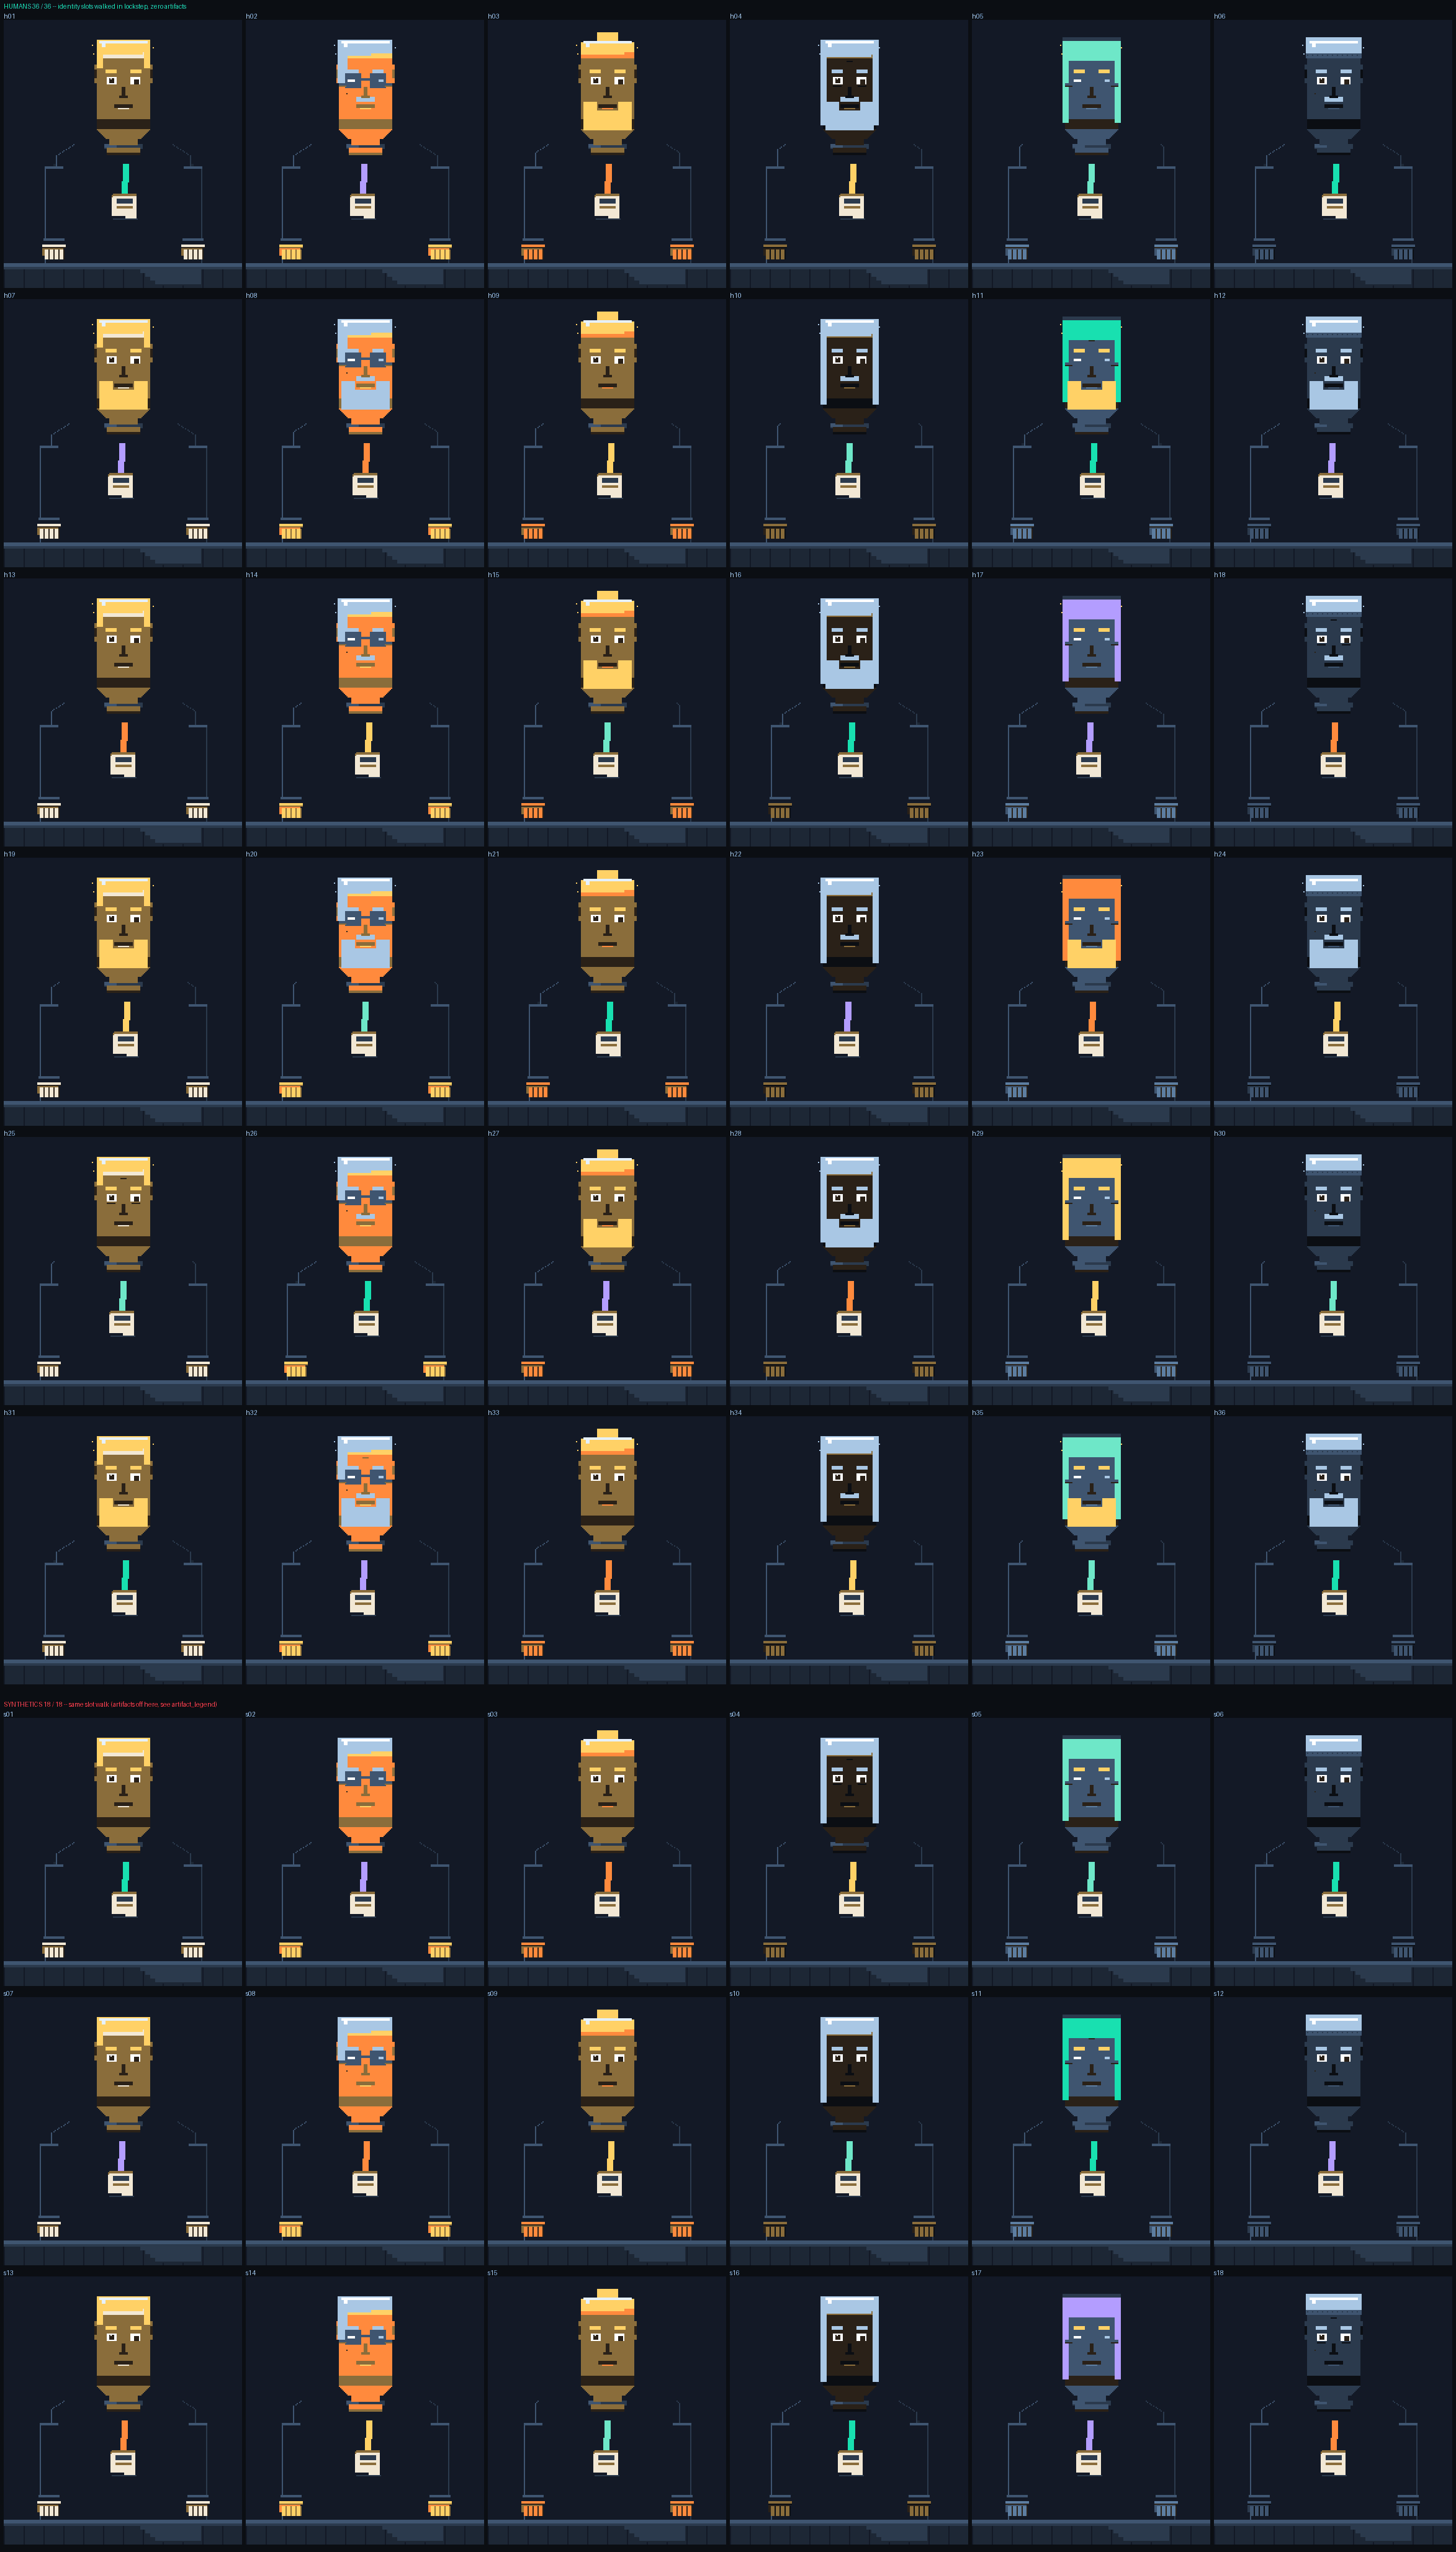 HUMANS 36 / 36 -- identity slots walked in lockstep, zero artifacts
h01 h02 h03 h04 h05 h06
h07 h08 h09 h10 h11 h12
h13 h14 h15 h16 h17 h18
h19 h20 h21 h22 h23 h24
h25 h26 h27 h28 h29 h30
h31 h32 h33 h34 h35 h36
SYNTHETICS 18 / 18 -- same slot walk (artifacts off here, see artifact_legend)
s01 s02 s03 s04 s05 s06
s07 s08 s09 s10 s11 s12
s13 s14 s15 s16 s17 s18